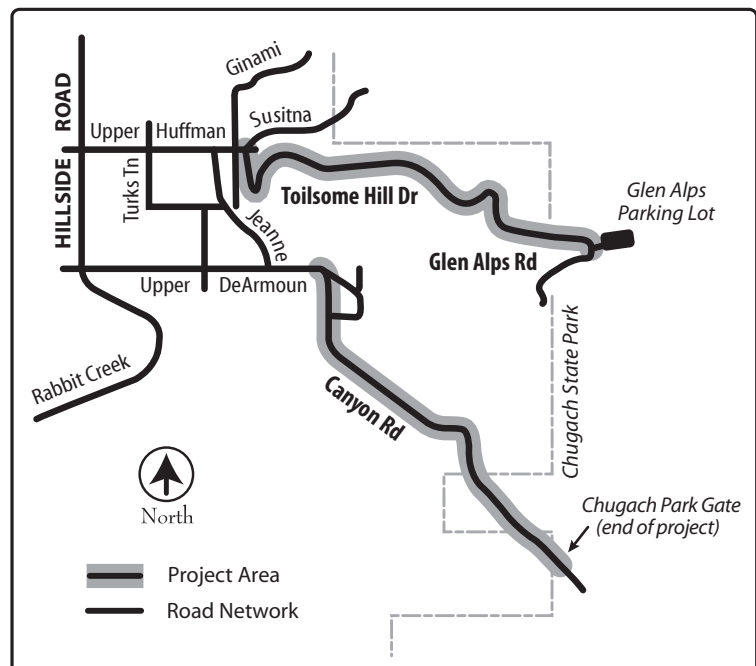 Ginami
Susitna
HILLSIDE ROAD
Upper Huffman
Turks Tn
Jeanne
Toilsome Hill Dr
Glen Alps
Parking Lot
Glen Alps Rd
Upper DeArmoun
Rabbit Creek
Canyon Rd
Chugach State Park
North
Chugach Park Gate
(end of project)
Project Area
Road Network